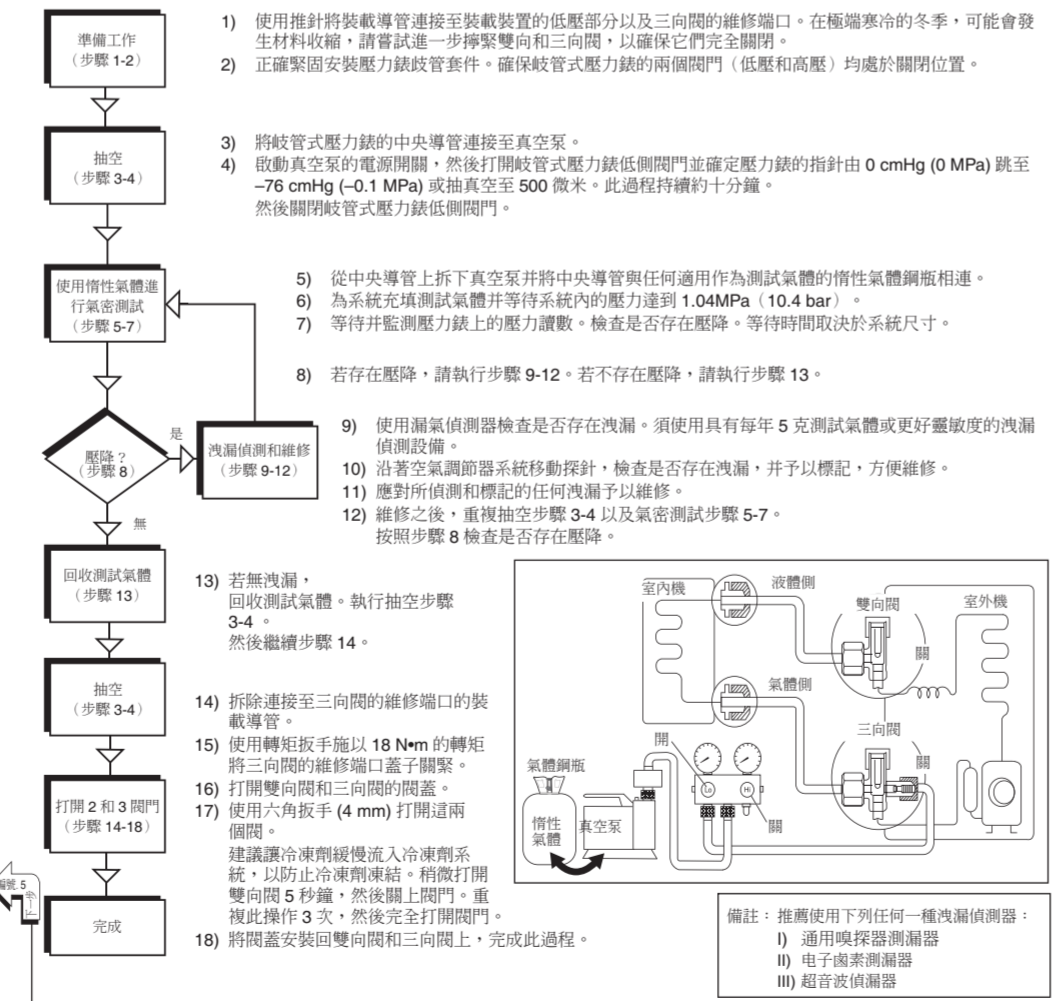 準備工作
(步驟 1-2)
1) 使用推針將裝載導管連接至裝載裝置的低壓部分以及三向閥的維修端口。在極端寒冷的冬季，可能會發
生材料收縮，請嘗試進一步擰緊雙向和三向閥，以確保它們完全關閉。
2) 正確緊固安裝壓力錶歧管套件。確保岐管式壓力錶的兩個閥門（低壓和高壓）均處於關閉位置。
抽空
(步驟 3-4)
3) 將岐管式壓力錶的中央導管連接至真空泵。
4) 啟動真空泵的電源開關，然後打開岐管式壓力錶低側閥門並確定壓力錶的指針由 0 cmHg (0 MPa) 跳至
–76 cmHg (–0.1 MPa) 或抽真空至 500 微米。此過程持續約十分鐘。
然後關閉岐管式壓力錶低側閥門。
使用惰性氣體進
行氣密測試
(步驟 5-7)
5) 從中央導管上拆下真空泵并將中央導管與任何適用作為測試氣體的惰性氣體鋼瓶相連。
6) 為系統充填測試氣體并等待系統內的壓力達到 1.04MPa（10.4 bar）。
7) 等待并監測壓力錶上的壓力讀數。檢查是否存在壓降。等待時間取決於系統尺寸。
8) 若存在壓降，請執行步驟 9-12。若不存在壓降，請執行步驟 13。
壓降？
(步驟 8)
是
無
洩漏偵測和維修
(步驟 9-12)
9) 使用漏氣偵測器檢查是否存在洩漏。須使用具有每年 5 克測試氣體或更好靈敏度的洩漏
偵測設備。
10) 沿著空氣調節器系統移動探針，檢查是否存在洩漏，并予以標記，方便維修。
11) 應對所偵測和標記的任何洩漏予以維修。
12) 維修之後，重複抽空步驟 3-4 以及氣密測試步驟 5-7。
按照步驟 8 檢查是否存在壓降。
回收測試氣體
(步驟 13)
13) 若無洩漏，
回收測試氣體。執行抽空步驟
3-4 。
然後繼續步驟 14。
抽空
(步驟 3-4)
14) 拆除連接至三向閥的維修端口的裝
載導管。
15) 使用轉矩扳手施以 18 N•m 的轉矩
將三向閥的維修端口蓋子關緊。
16) 打開雙向閥和三向閥的閥蓋。
17) 使用六角扳手 (4 mm) 打開這兩
個閥。
建議讓冷凍劑緩慢流入冷凍劑系
統，以防止冷凍劑凍結。稍微打開
雙向閥 5 秒鐘，然後關上閥門。重
複此操作 3 次，然後完全打開閥門。
18) 將閥蓋安裝回雙向閥和三向閥上，完成此過程。
打開 2 和 3 閥門
(步驟 14-18)
完成
編號. 5
下一步
室內機
液體側
雙向閥
室外機
關
氣體側
三向閥
開
關
氣體鋼瓶
Lo
Hi
惰性
氣體
真空泵
關
備註： 推薦使用下列任何一種洩漏偵測器：
I) 通用嗅探器測漏器
II) 电子鹵素測漏器
III) 超音波偵漏器